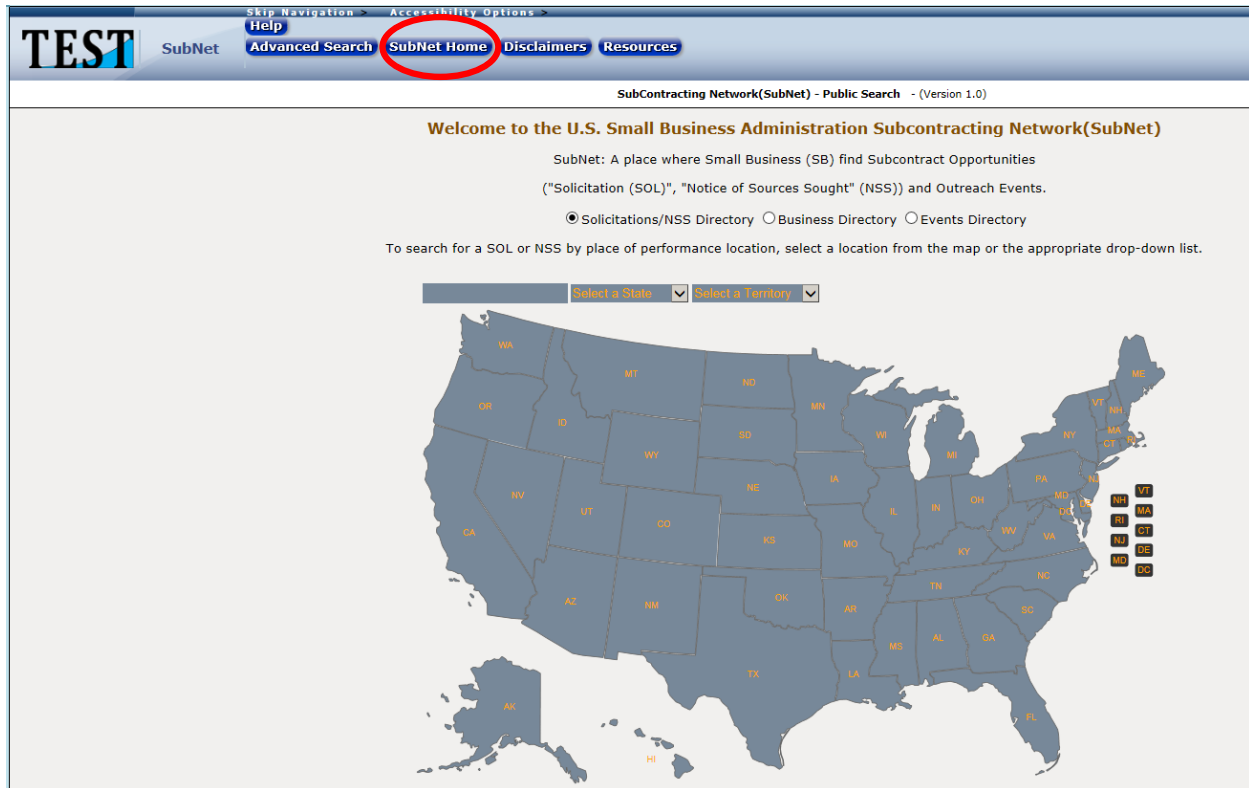 Skip Navigation > Accessibility Options >
Help
TEST SubNet Advanced Search SubNet Home Disclaimers Resources
SubContracting Network(SubNet) - Public Search - (Version 1.0)
Welcome to the U.S. Small Business Administration Subcontracting Network(SubNet)
SubNet: A place where Small Business (SB) find Subcontract Opportunities
("Solicitation (SOL)", "Notice of Sources Sought" (NSS)) and Outreach Events.
Solicitations/NSS Directory Business Directory Events Directory
To search for a SOL or NSS by place of performance location, select a location from the map or the appropriate drop-down list.
Select a State Select a Territory
WA
MT
ND
ME
OR
ID
MN
VT
NH
SD
WI
NY
MA
CT
RI
WY
MI
NV
NE
IA
PA
NJ
UT
CO
IL
IN
OH
MD
DE
DC
CA
KS
MO
WV
VA
KY
NC
TN
AZ
NM
OK
AR
SC
MS
AL
GA
TX
LA
FL
AK
HI
VT
NH
MA
RI
CT
NJ
DE
MD
DC